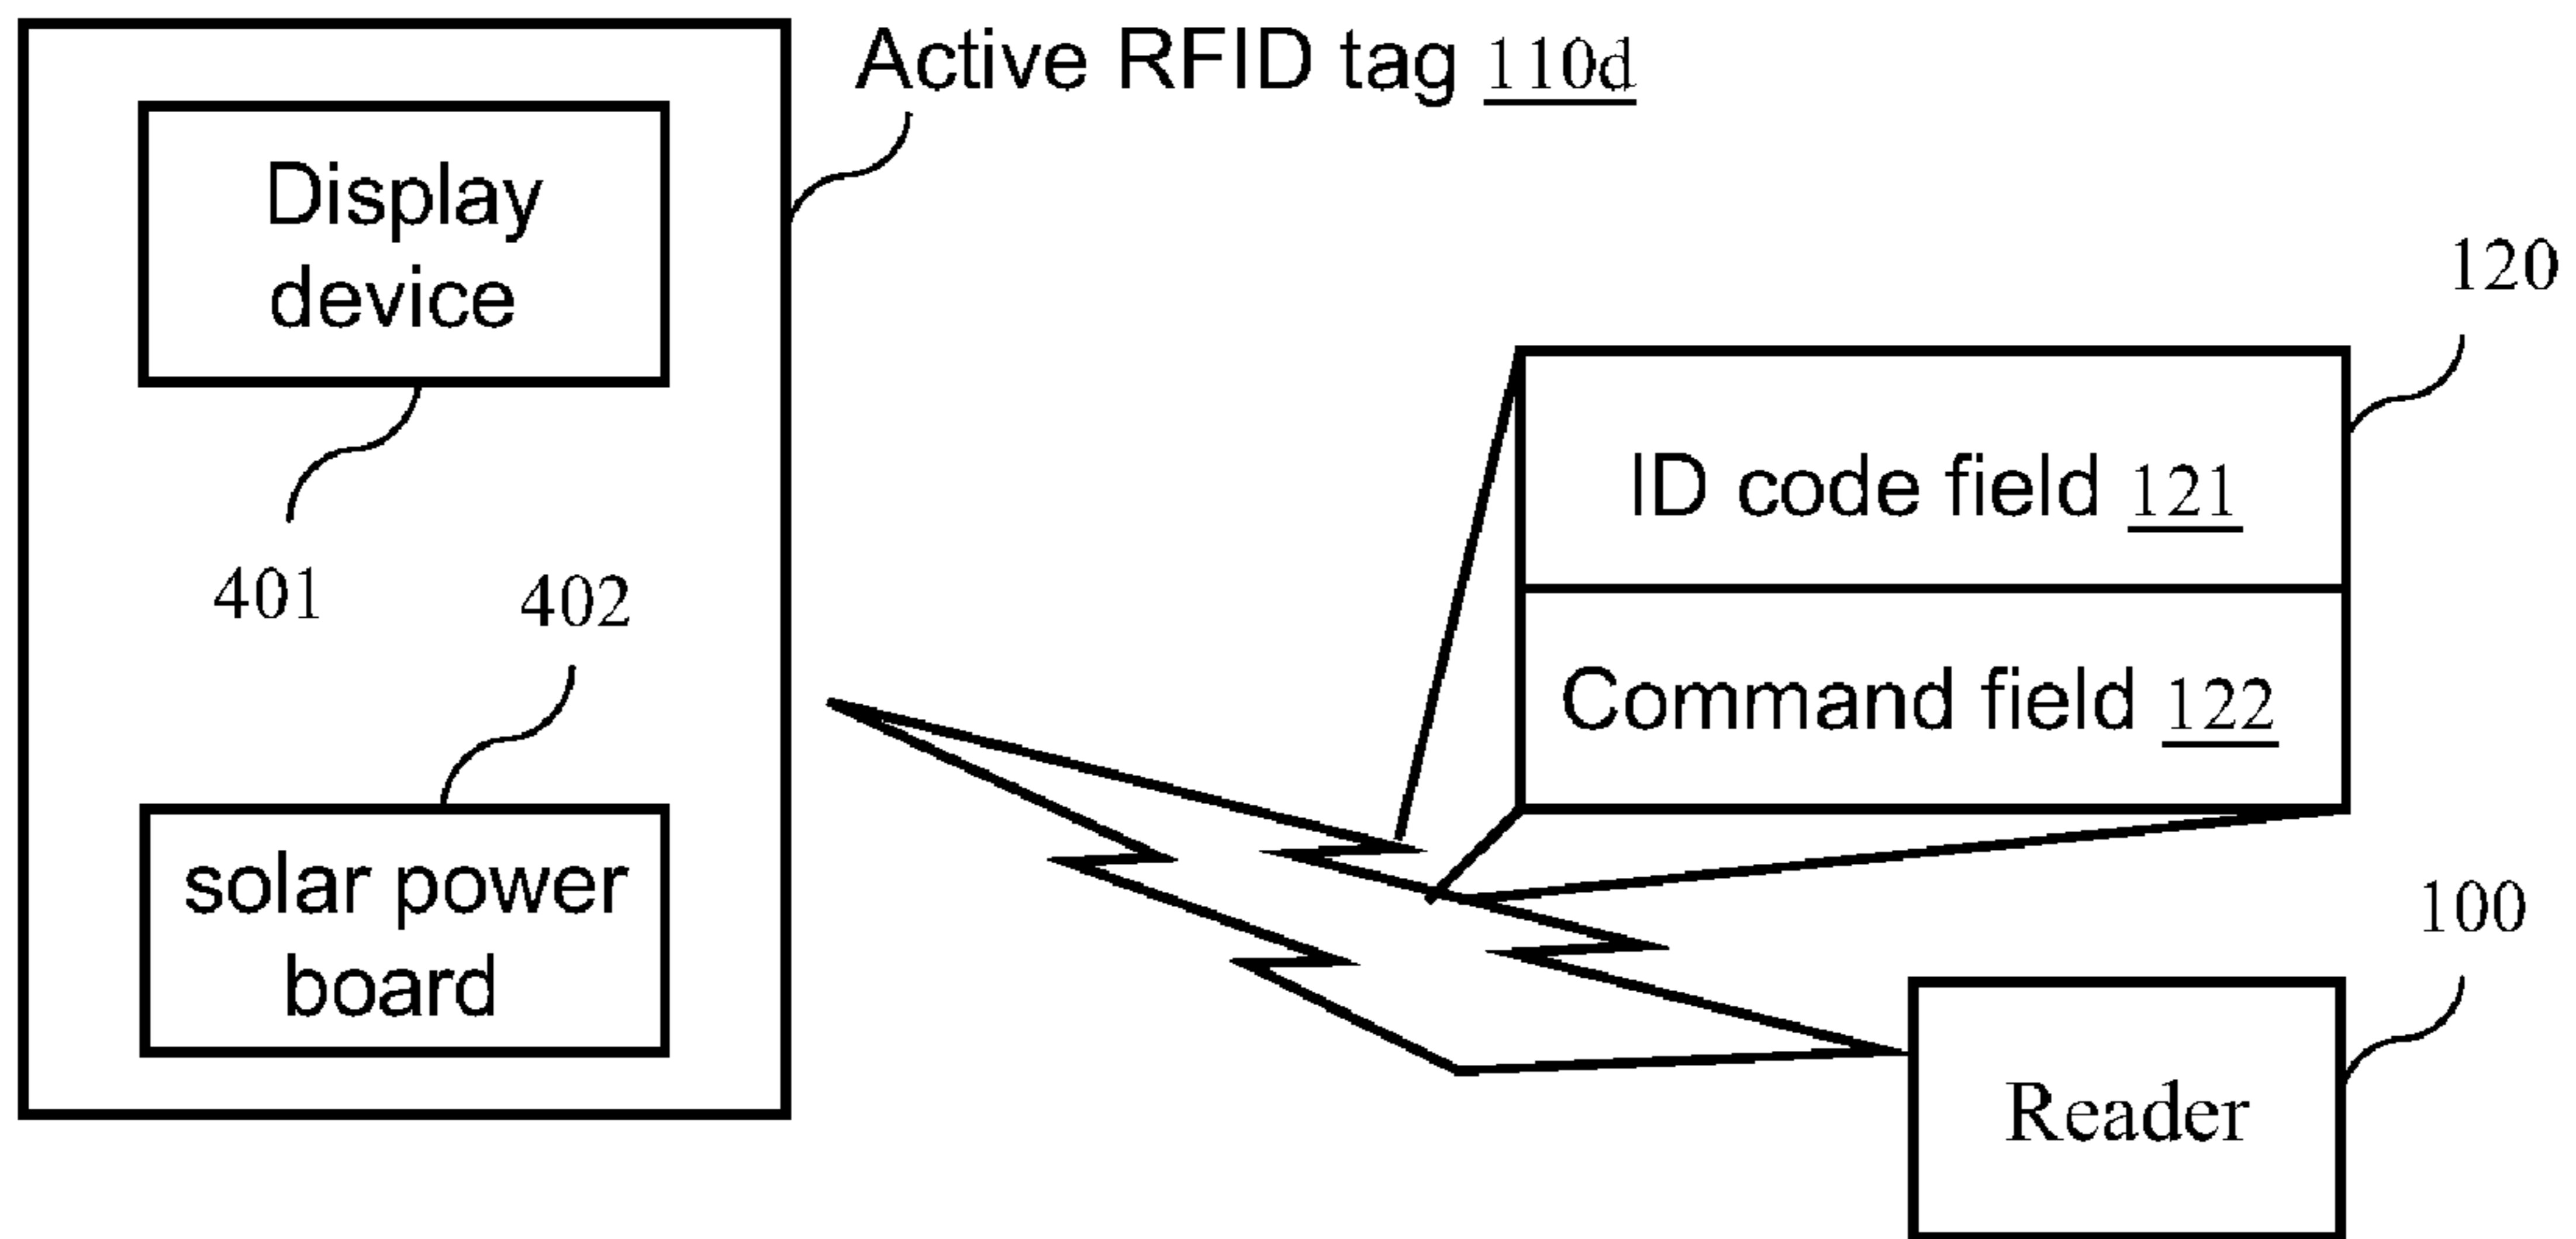 Active RFID tag 110d
Display
device
401
402
solar power
board
120
ID code field 121
Command field 122
100
Reader